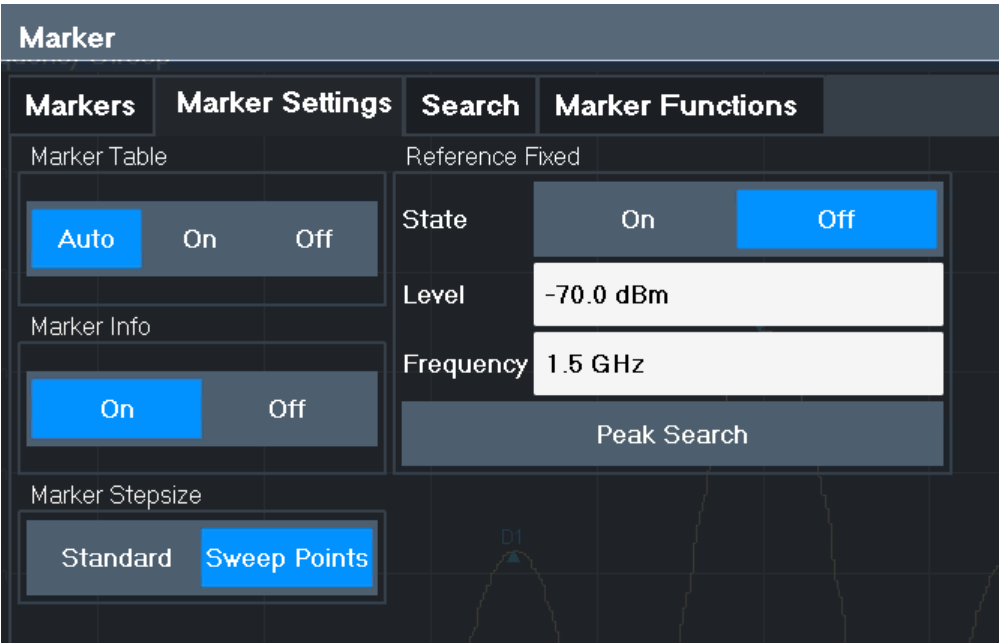 Marker
Markers Marker Settings Search Marker Functions
Marker Table
Auto On Off
Marker Info
On Off
Marker Stepsize
Standard Sweep Points
Reference Fixed
State On Off
Level -70.0 dBm
Frequency 1.5 GHz
Peak Search
D1